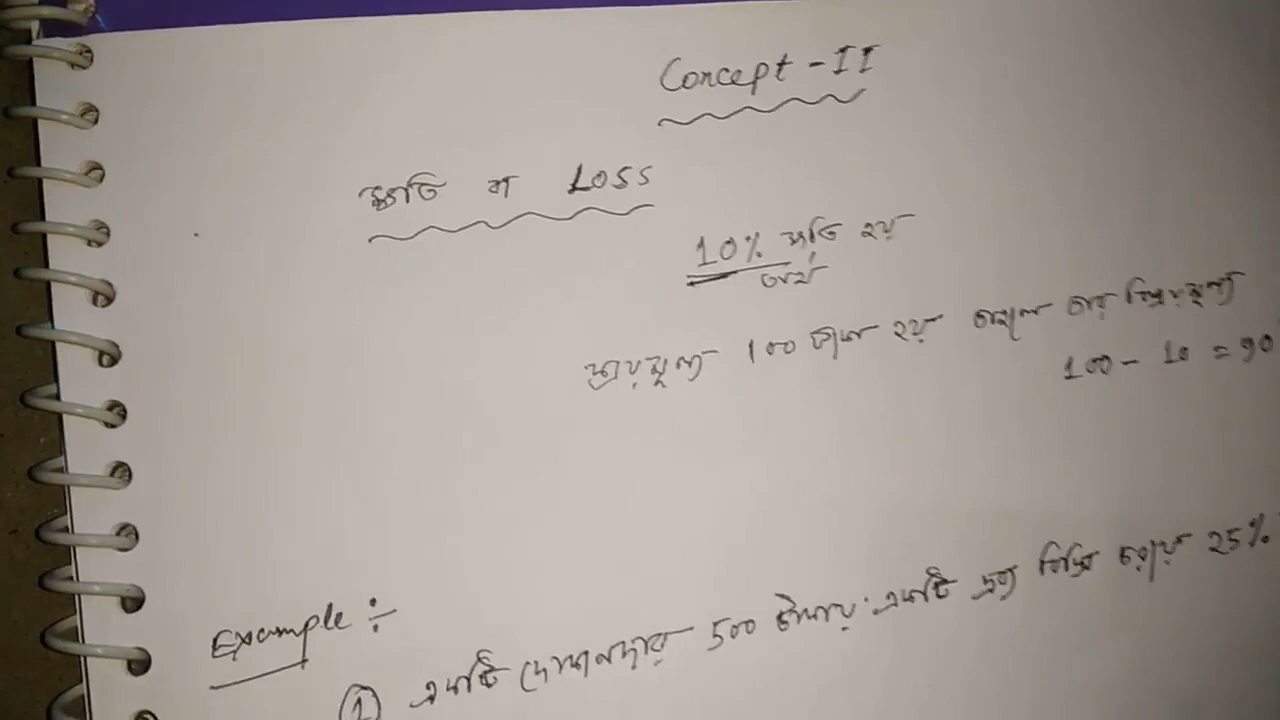 Concept - II
ক্ষতি বা Loss
10% ক্ষতি হয়
অর্থ
ক্রয়মূল্য 100 টাকা হয় তাহলে তার বিক্রয়মূল্য
100 - 10 = 90
Example :-
① একটি দোকানদার 500 টাকায় একটি দ্রব্য বিক্রি করায় 25%